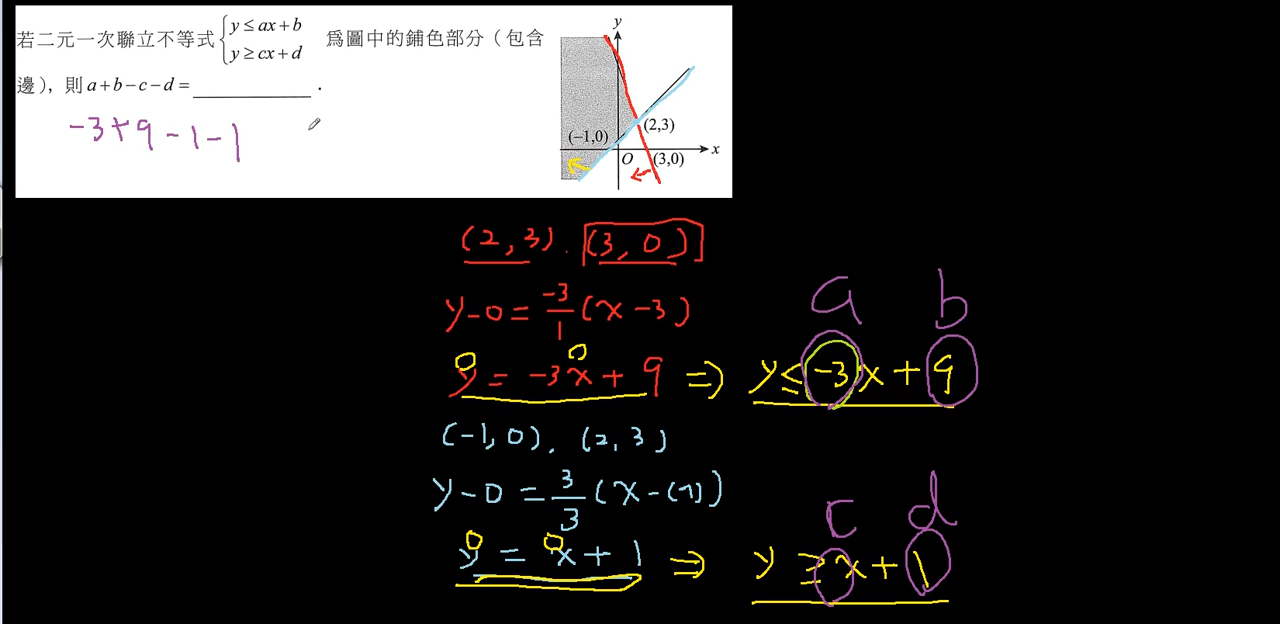 若二元一次聯立不等式 { y ≤ ax + b
y ≥ cx + d 爲圖中的鋪色部分（包含
邊），則 a + b − c − d = ________ .
-3+9-1-1
y
(−1,0)
(2,3)
x
O
(3,0)
(2,3). (3,0)
y-0 = -3/1 (x-3)
y = -3x+9 ⇒ y≤-3x+9
a b
(-1,0). (2,3)
y-0 = 3/3 (x-(-1))
c d
y = x+1 ⇒ y ≥ x+1